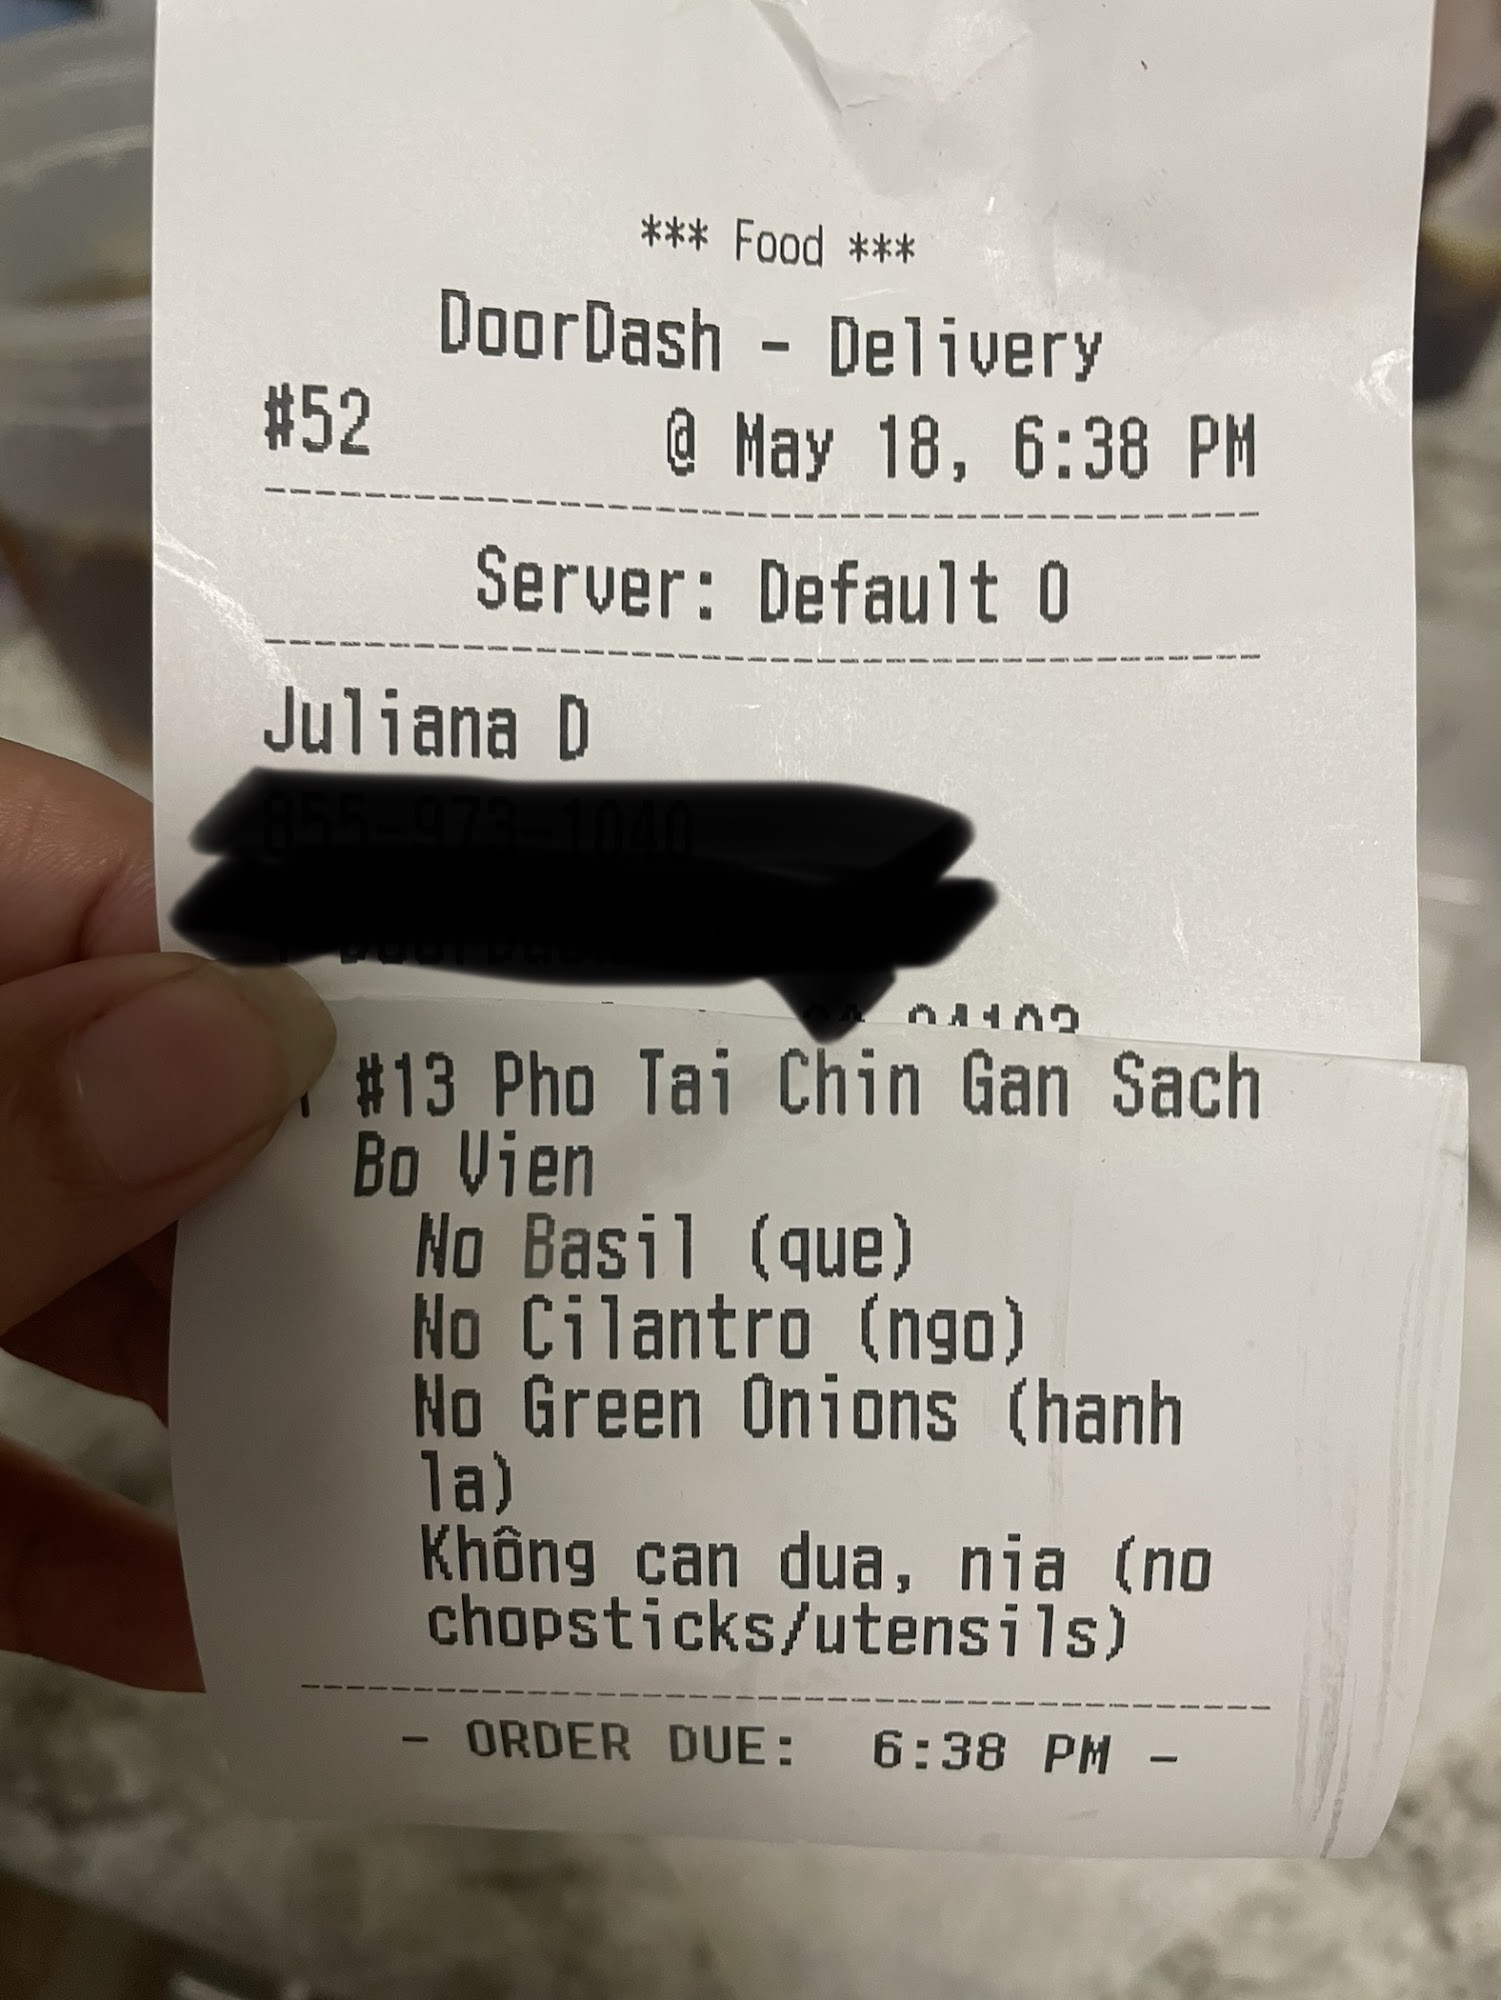 *** Food ***
DoorDash - Delivery
#52 @ May 18, 6:38 PM
Server: Default O
Juliana D
#13 Pho Tai Chin Gan Sach
Bo Vien
No Basil (que)
No Cilantro (ngo)
No Green Onions (hanh
la)
Không can dua, nia (no
chopsticks/utensils)
- ORDER DUE: 6:38 PM -